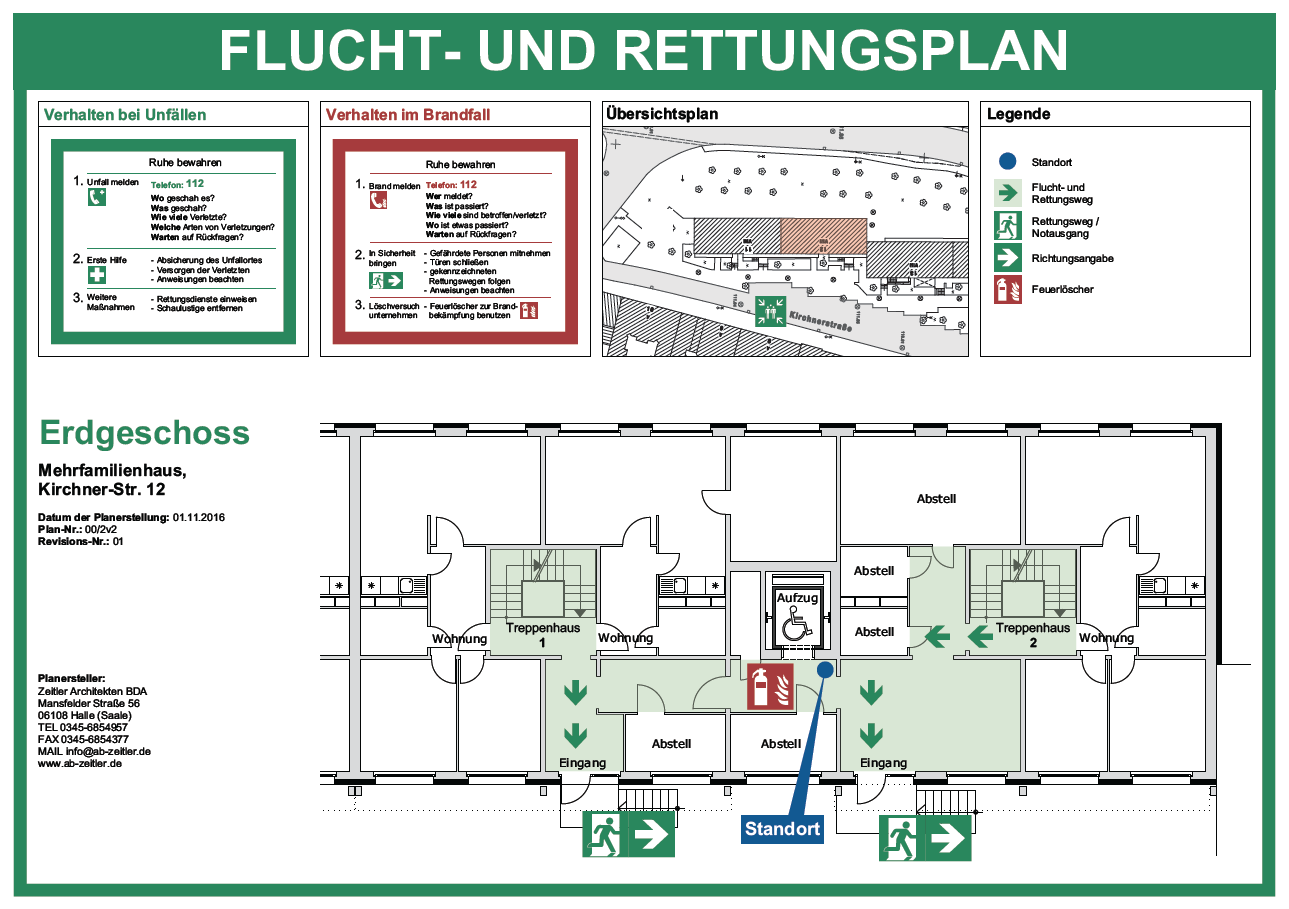 FLUCHT- UND RETTUNGSPLAN
Verhalten bei Unfällen
Ruhe bewahren
1. Unfall melden
Telefon: 112
Wo geschah es?
Was geschah?
Wie viele Verletzte?
Welche Arten von Verletzungen?
Warten auf Rückfragen?
2. Erste Hilfe
- Absicherung des Unfallortes
- Versorgen der Verletzten
- Anweisungen beachten
3. Weitere
Maßnahmen
- Rettungsdienste einweisen
- Schaulustige entfernen
Verhalten im Brandfall
Ruhe bewahren
1. Brand melden
Telefon: 112
Wer meldet?
Was ist passiert?
Wie viele sind betroffen/verletzt?
Wo ist etwas passiert?
Warten auf Rückfragen?
2. In Sicherheit
bringen
- Gefährdete Personen mitnehmen
- Türen schließen
- gekennzeichneten
Rettungswegen folgen
- Anweisungen beachten
3. Löschversuch
unternehmen
- Feuerlöscher zur Brand-
bekämpfung benutzen
Übersichtsplan
Kirchnerstraße
Legende
Standort
Flucht- und
Rettungsweg
Rettungsweg /
Notausgang
Richtungsangabe
Feuerlöscher
Erdgeschoss
Mehrfamilienhaus,
Kirchner-Str. 12
Datum der Planerstellung: 01.11.2016
Plan-Nr.: 00/2v2
Revisions-Nr.: 01
Planersteller:
Zeitler Architekten BDA
Mansfelder Straße 56
06108 Halle (Saale)
TEL 0345-6854957
FAX 0345-6854377
MAIL info@ab-zeitler.de
www.ab-zeitler.de
Abstell
Abstell
Aufzug
Abstell
Wohnung
Treppenhaus
1
Wohnung
Treppenhaus
2
Wohnung
Abstell
Abstell
Eingang
Eingang
Standort